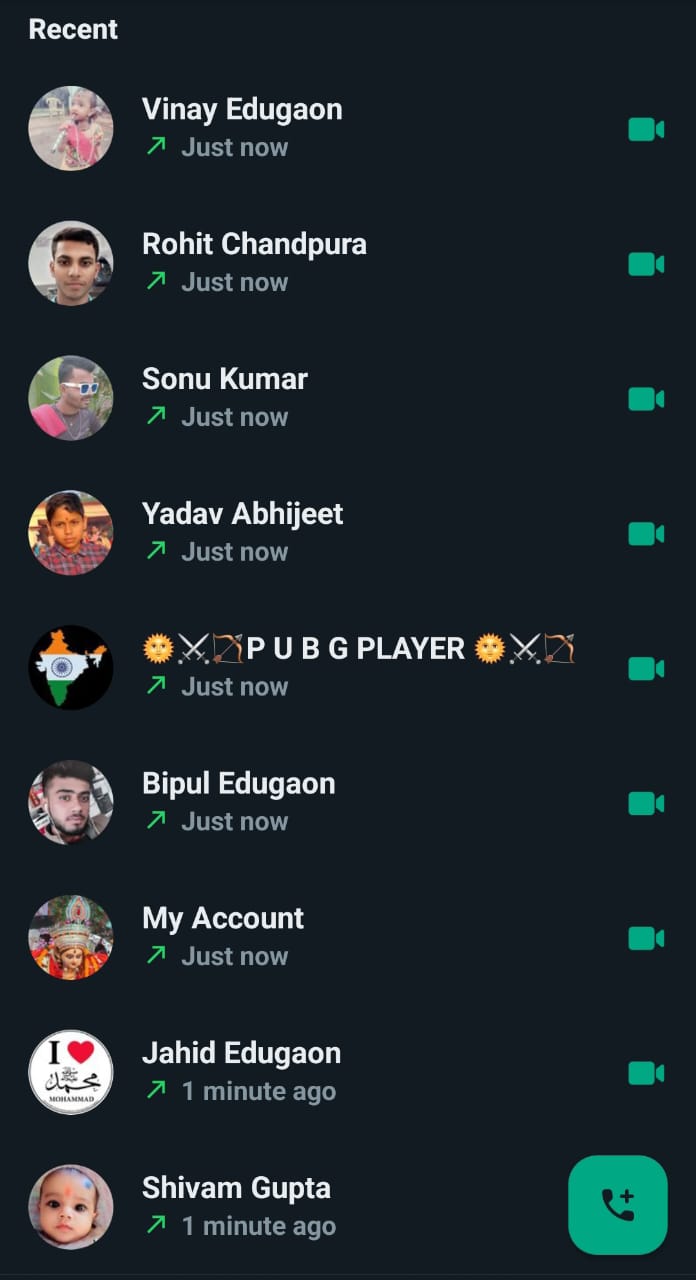 Recent
Vinay Edugaon
Just now
Rohit Chandpura
Just now
Sonu Kumar
Just now
Yadav Abhijeet
Just now
🌞⚔️🏹P U B G PLAYER 🌞⚔️🏹
Just now
Bipul Edugaon
Just now
My Account
Just now
I ❤️
محمد
MOHAMMAD
Jahid Edugaon
1 minute ago
Shivam Gupta
1 minute ago